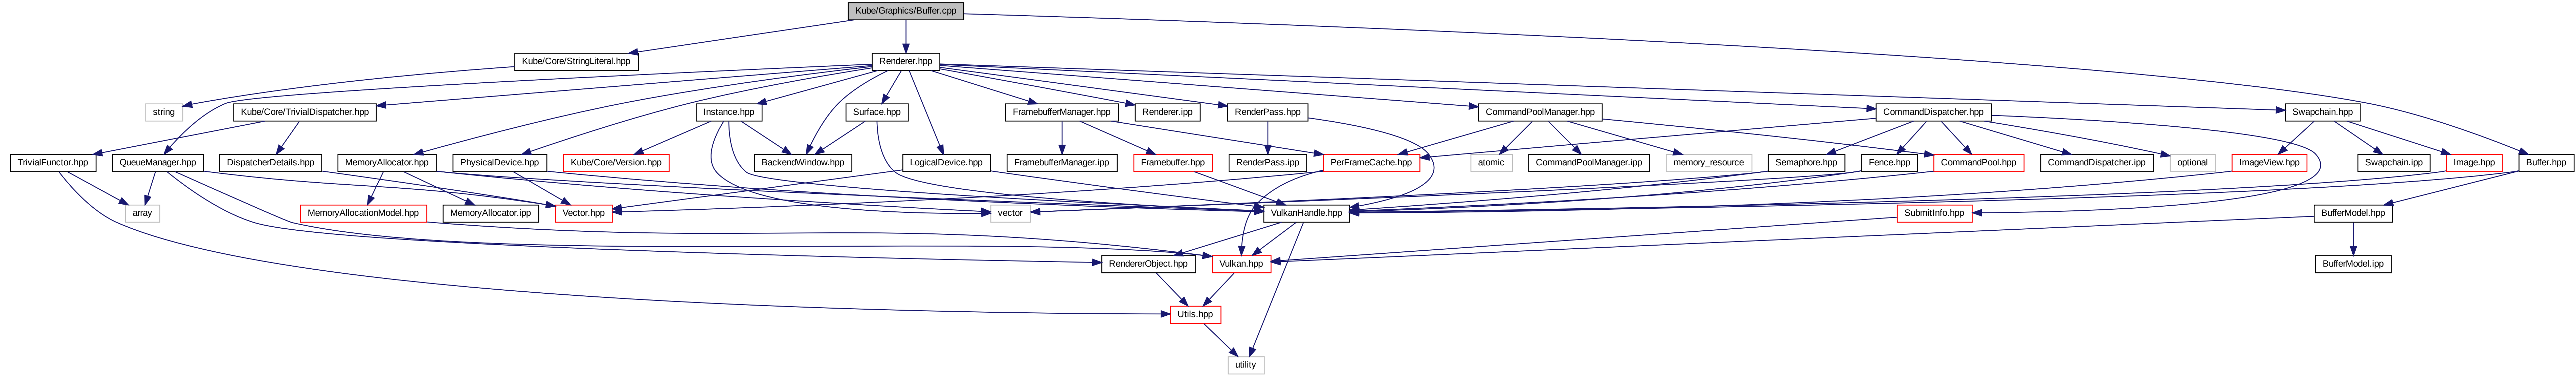 Kube/Graphics/Buffer.cpp
Kube/Core/StringLiteral.hpp
Renderer.hpp
string
Kube/Core/TrivialDispatcher.hpp
Instance.hpp
Surface.hpp
FramebufferManager.hpp
Renderer.ipp
RenderPass.hpp
CommandPoolManager.hpp
CommandDispatcher.hpp
Swapchain.hpp
TrivialFunctor.hpp
QueueManager.hpp
DispatcherDetails.hpp
MemoryAllocator.hpp
PhysicalDevice.hpp
Kube/Core/Version.hpp
BackendWindow.hpp
LogicalDevice.hpp
FramebufferManager.ipp
Framebuffer.hpp
RenderPass.ipp
PerFrameCache.hpp
atomic
CommandPoolManager.ipp
memory_resource
Semaphore.hpp
Fence.hpp
CommandPool.hpp
CommandDispatcher.ipp
optional
ImageView.hpp
Swapchain.ipp
Image.hpp
Buffer.hpp
array
MemoryAllocationModel.hpp
MemoryAllocator.ipp
Vector.hpp
vector
VulkanHandle.hpp
SubmitInfo.hpp
BufferModel.hpp
RendererObject.hpp
Vulkan.hpp
BufferModel.ipp
Utils.hpp
utility